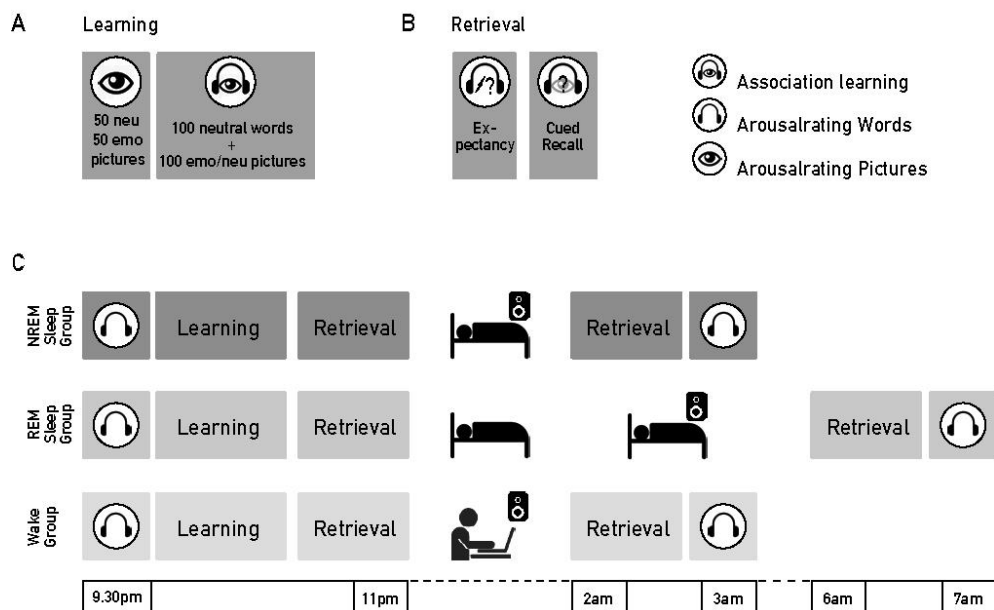 A
Learning
50 neu
50 emo
pictures
100 neutral words
+
100 emo/neu pictures
B
Retrieval
?
Ex-
pectancy
?
Cued
Recall
Association learning
Arousalrating Words
Arousalrating Pictures
C
NREM
Sleep
Group
Learning
Retrieval
Retrieval
REM
Sleep
Group
Learning
Retrieval
Retrieval
Wake
Group
Learning
Retrieval
Retrieval
9.30pm
11pm
2am
3am
6am
7am